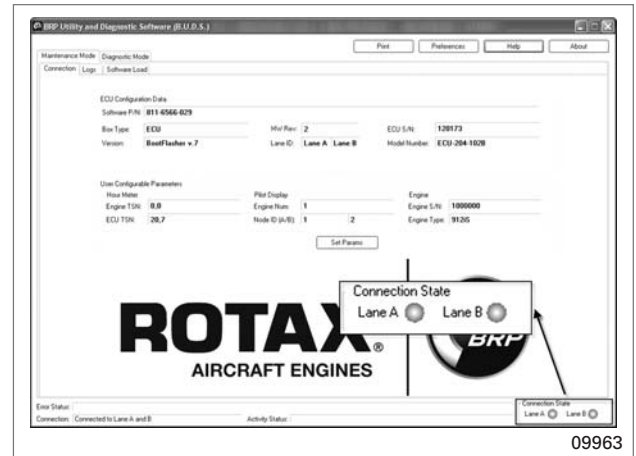 BRP Utility and Diagnostic Software (B.U.D.S.)
Print Preferences Help About
Maintenance Mode Diagnostic Mode
Connection Logs Software Load
ECU Configuration Data
Software P/N: 811-6566-029
Box Type: ECU HW Rev: 2 ECU S/N: 120173
Version: BootFlasher v.7 Lane ID: Lane A Lane B Model Number: ECU-204-102B
User Configurable Parameters
Hour Meter Pilot Display Engine
Engine TSN: 0,0 Engine Num: 1 Engine S/N: 1000000
ECU TSN: 20,7 Node ID (A/B): 1 2 Engine Type: 912iS
Set Params
Connection State
Lane A Lane B
ROTAX®
AIRCRAFT ENGINES
BRP
Error Status:
Connection: Connected to Lane A and B Activity Status:
Connection State
Lane A Lane B
09963